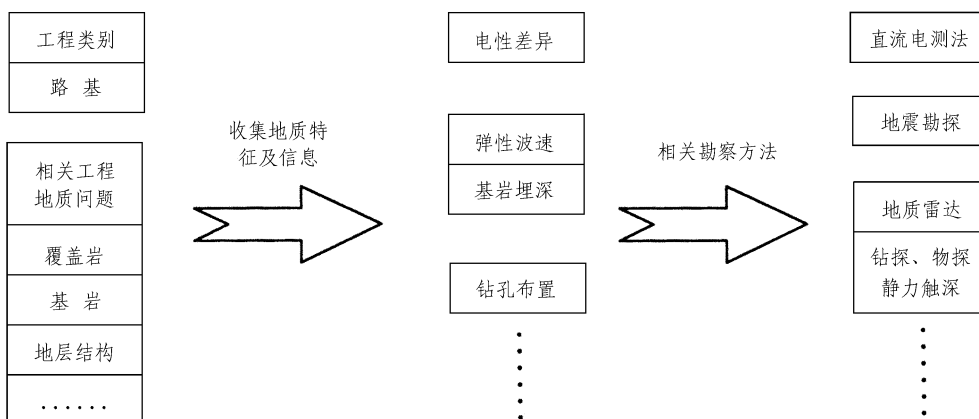 工程类别
路 基
相关工程
地质问题
覆盖岩
基 岩
地层结构
······
收集地质特
征及信息
电性差异
弹性波速
基岩埋深
钻孔布置
相关勘察方法
直流电测法
地震勘探
地质雷达
钻探、物探
静力触深